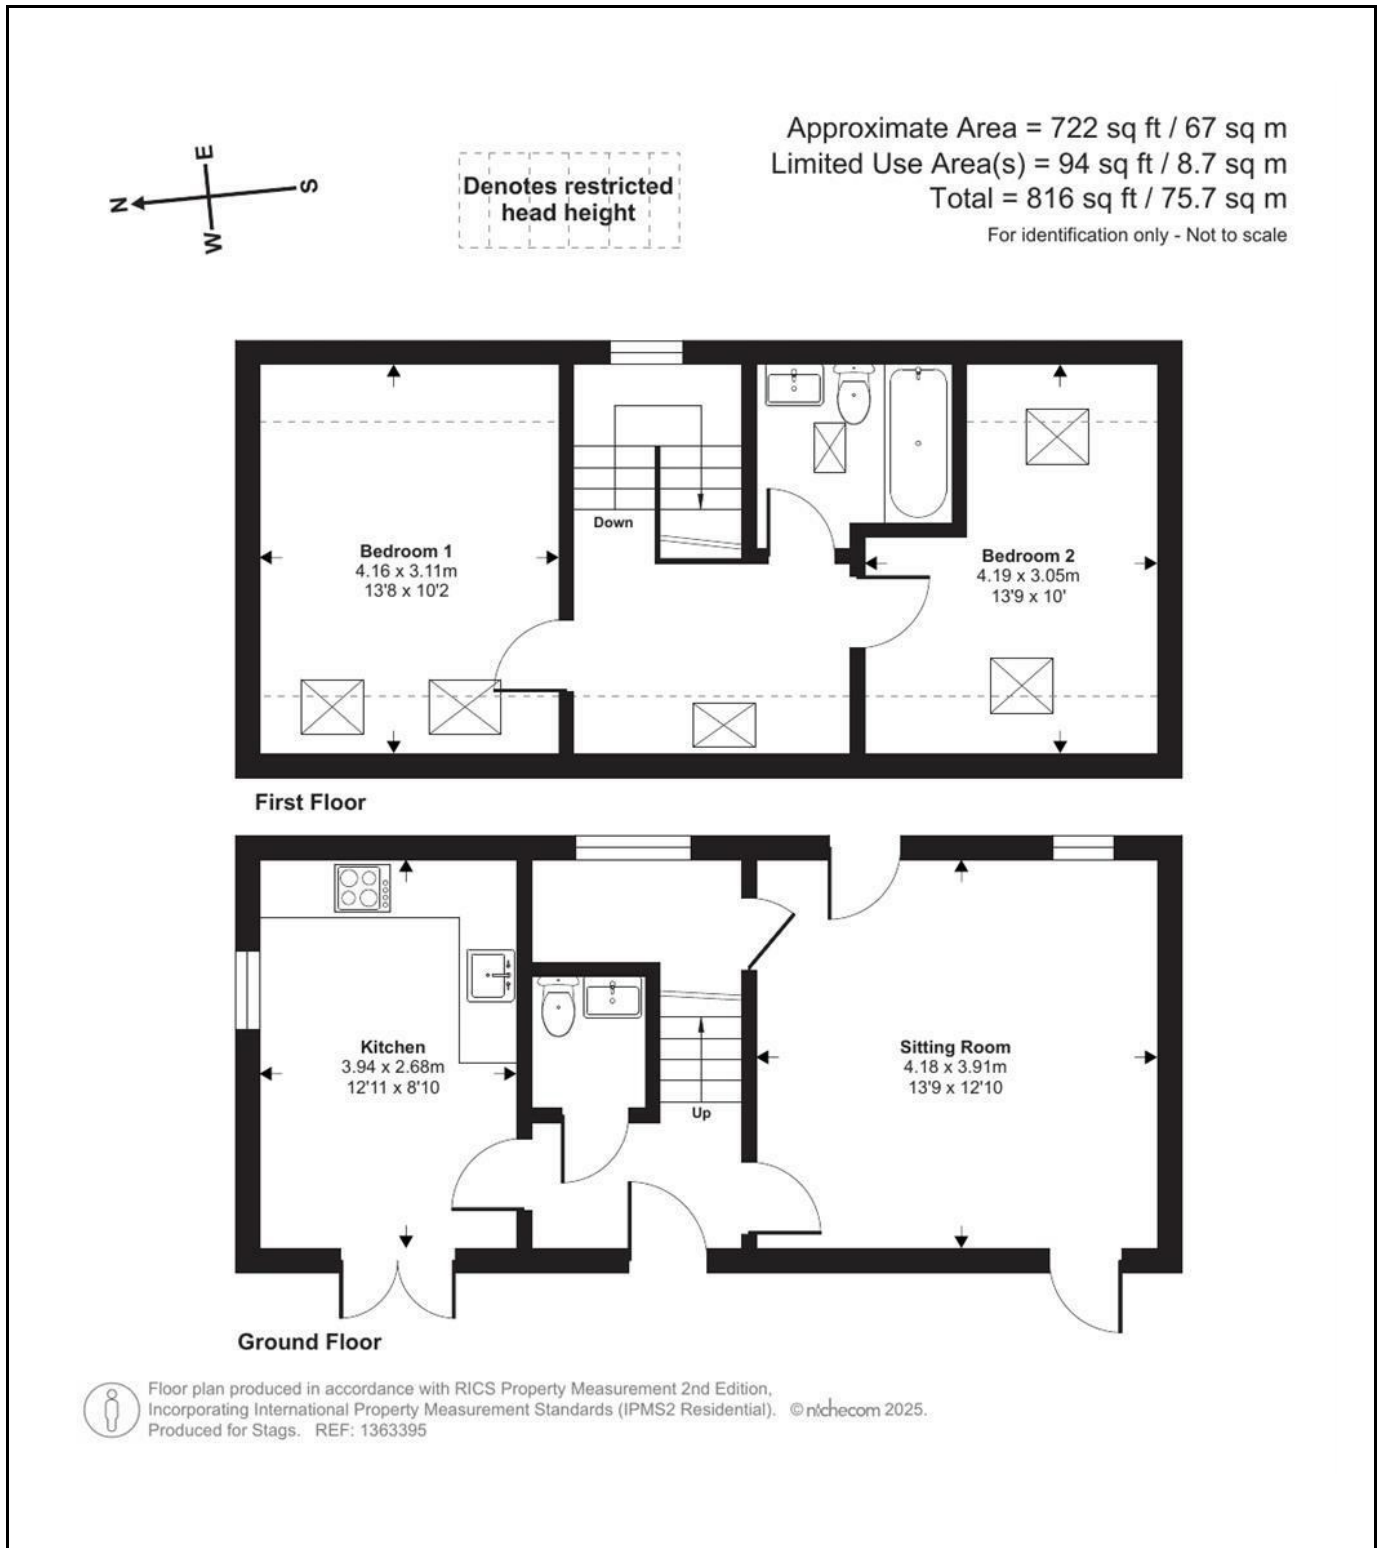 Approximate Area = 722 sq ft / 67 sq m
Limited Use Area(s) = 94 sq ft / 8.7 sq m
Total = 816 sq ft / 75.7 sq m
For identification only - Not to scale
N
E
S
W
Denotes restricted
head height
Down
Bedroom 1
4.16 x 3.11m
13'8 x 10'2
Bedroom 2
4.19 x 3.05m
13'9 x 10'
First Floor
Kitchen
3.94 x 2.68m
12'11 x 8'10
Up
Sitting Room
4.18 x 3.91m
13'9 x 12'10
Ground Floor
Floor plan produced in accordance with RICS Property Measurement 2nd Edition,
Incorporating International Property Measurement Standards (IPMS2 Residential). © nichecom 2025.
Produced for Stags. REF: 1363395